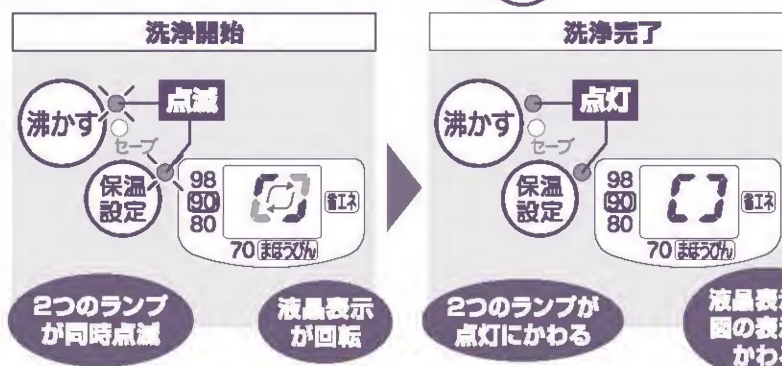 洗浄開始
沸かす
点滅
セーブ
保温
設定
98
90
80
70 まほうびん
省エネ
2つのランプ
が同時点滅
液晶表示
が回転
洗浄完了
沸かす
点灯
セーブ
保温
設定
98
90
80
70 まほうびん
省エネ
2つのランプが
点灯にかわる
液晶表
図の表
かわ